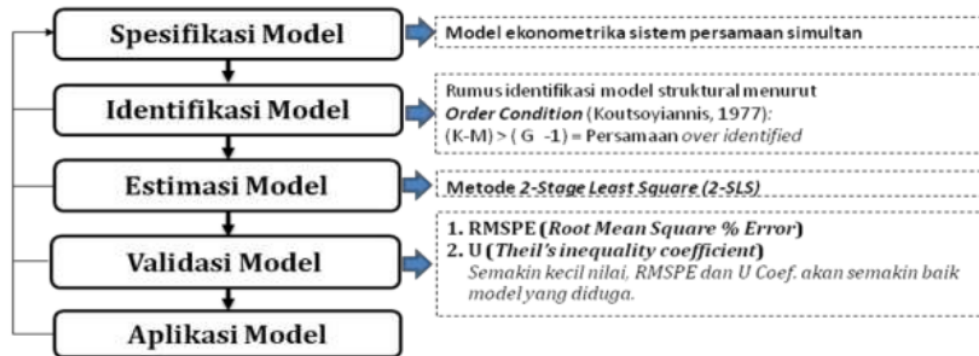 Spesifikasi Model
Model ekonometrika sistem persamaan simultan
Identifikasi Model
Rumus identifikasi model struktural menurut
Order Condition (Koutsoyiannis, 1977):
(K-M) > ( G -1) = Persamaan over identified
Estimasi Model
Metode 2-Stage Least Square (2-SLS)
Validasi Model
1. RMSPE (Root Mean Square % Error)
2. U (Theil's inequality coefficient)
Semakin kecil nilai, RMSPE dan U Coef. akan semakin baik
model yang diduga.
Aplikasi Model